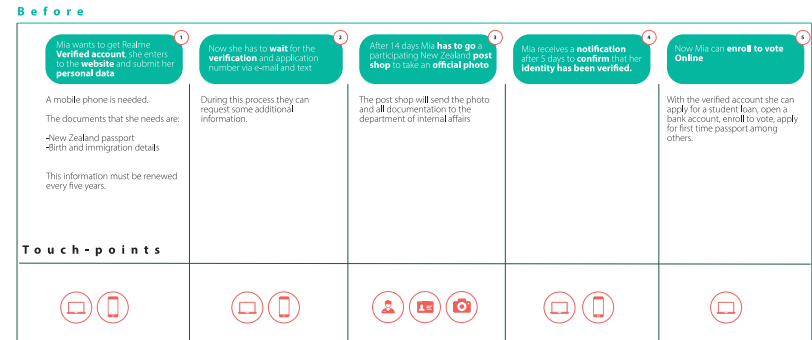 Before
1
Mia wants to get Realme
Verified account, she enters
to the website and submit her
personal data
2
Now she has to wait for the
verification and application
number via e-mail and text
3
After 14 days Mia has to go a
participating New Zealand post
shop to take an official photo
4
Mia receives a notification
after 5 days to confirm that her
identity has been verified.
5
Now Mia can enroll to vote
Online
A mobile phone is needed.
The documents that she needs are:
-New Zealand passport
-Birth and immigration details
This information must be renewed
every five years.
During this process they can
request some additional
information.
The post shop will send the photo
and all documentation to the
department of internal affairs
With the verified account she can
apply for a student loan, open a
bank account, enroll to vote, apply
for first time passport among
others.
Touch-points